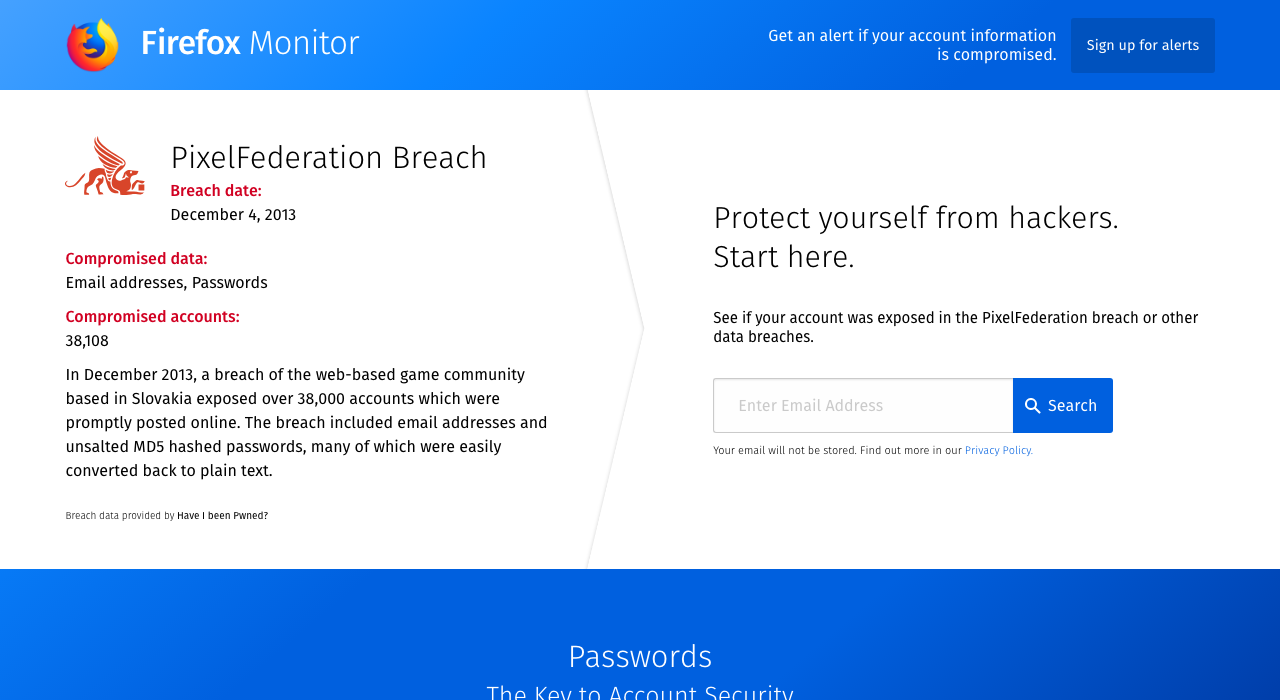 Firefox Monitor
Get an alert if your account information
is compromised.
Sign up for alerts
PixelFederation Breach
Breach date:
December 4, 2013
Compromised data:
Email addresses, Passwords
Compromised accounts:
38,108
In December 2013, a breach of the web-based game community
based in Slovakia exposed over 38,000 accounts which were
promptly posted online. The breach included email addresses and
unsalted MD5 hashed passwords, many of which were easily
converted back to plain text.
Breach data provided by Have I been Pwned?
Protect yourself from hackers.
Start here.
See if your account was exposed in the PixelFederation breach or other
data breaches.
Enter Email Address
Search
Your email will not be stored. Find out more in our Privacy Policy.
Passwords
The Key to Account Security